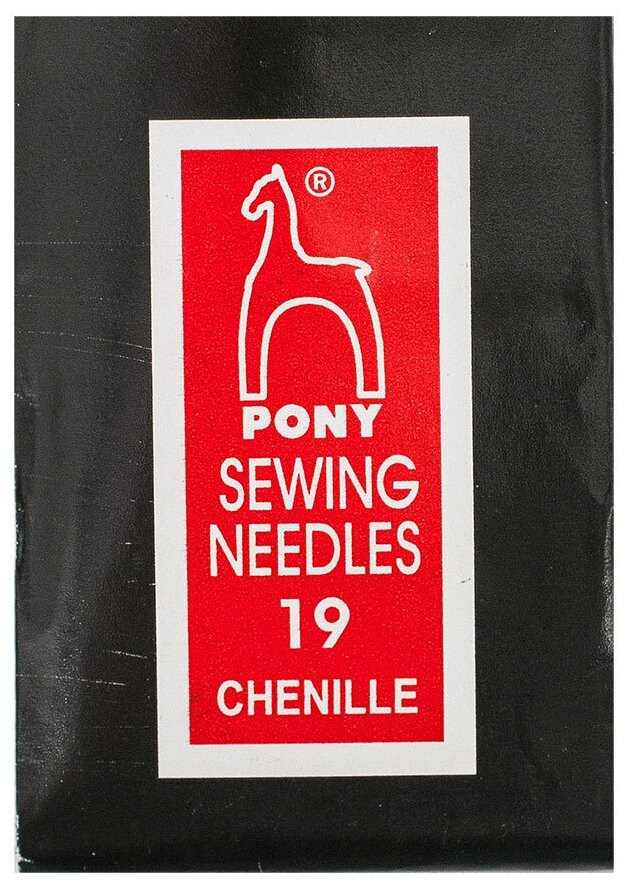 ®
PONY
SEWING
NEEDLES
19
CHENILLE